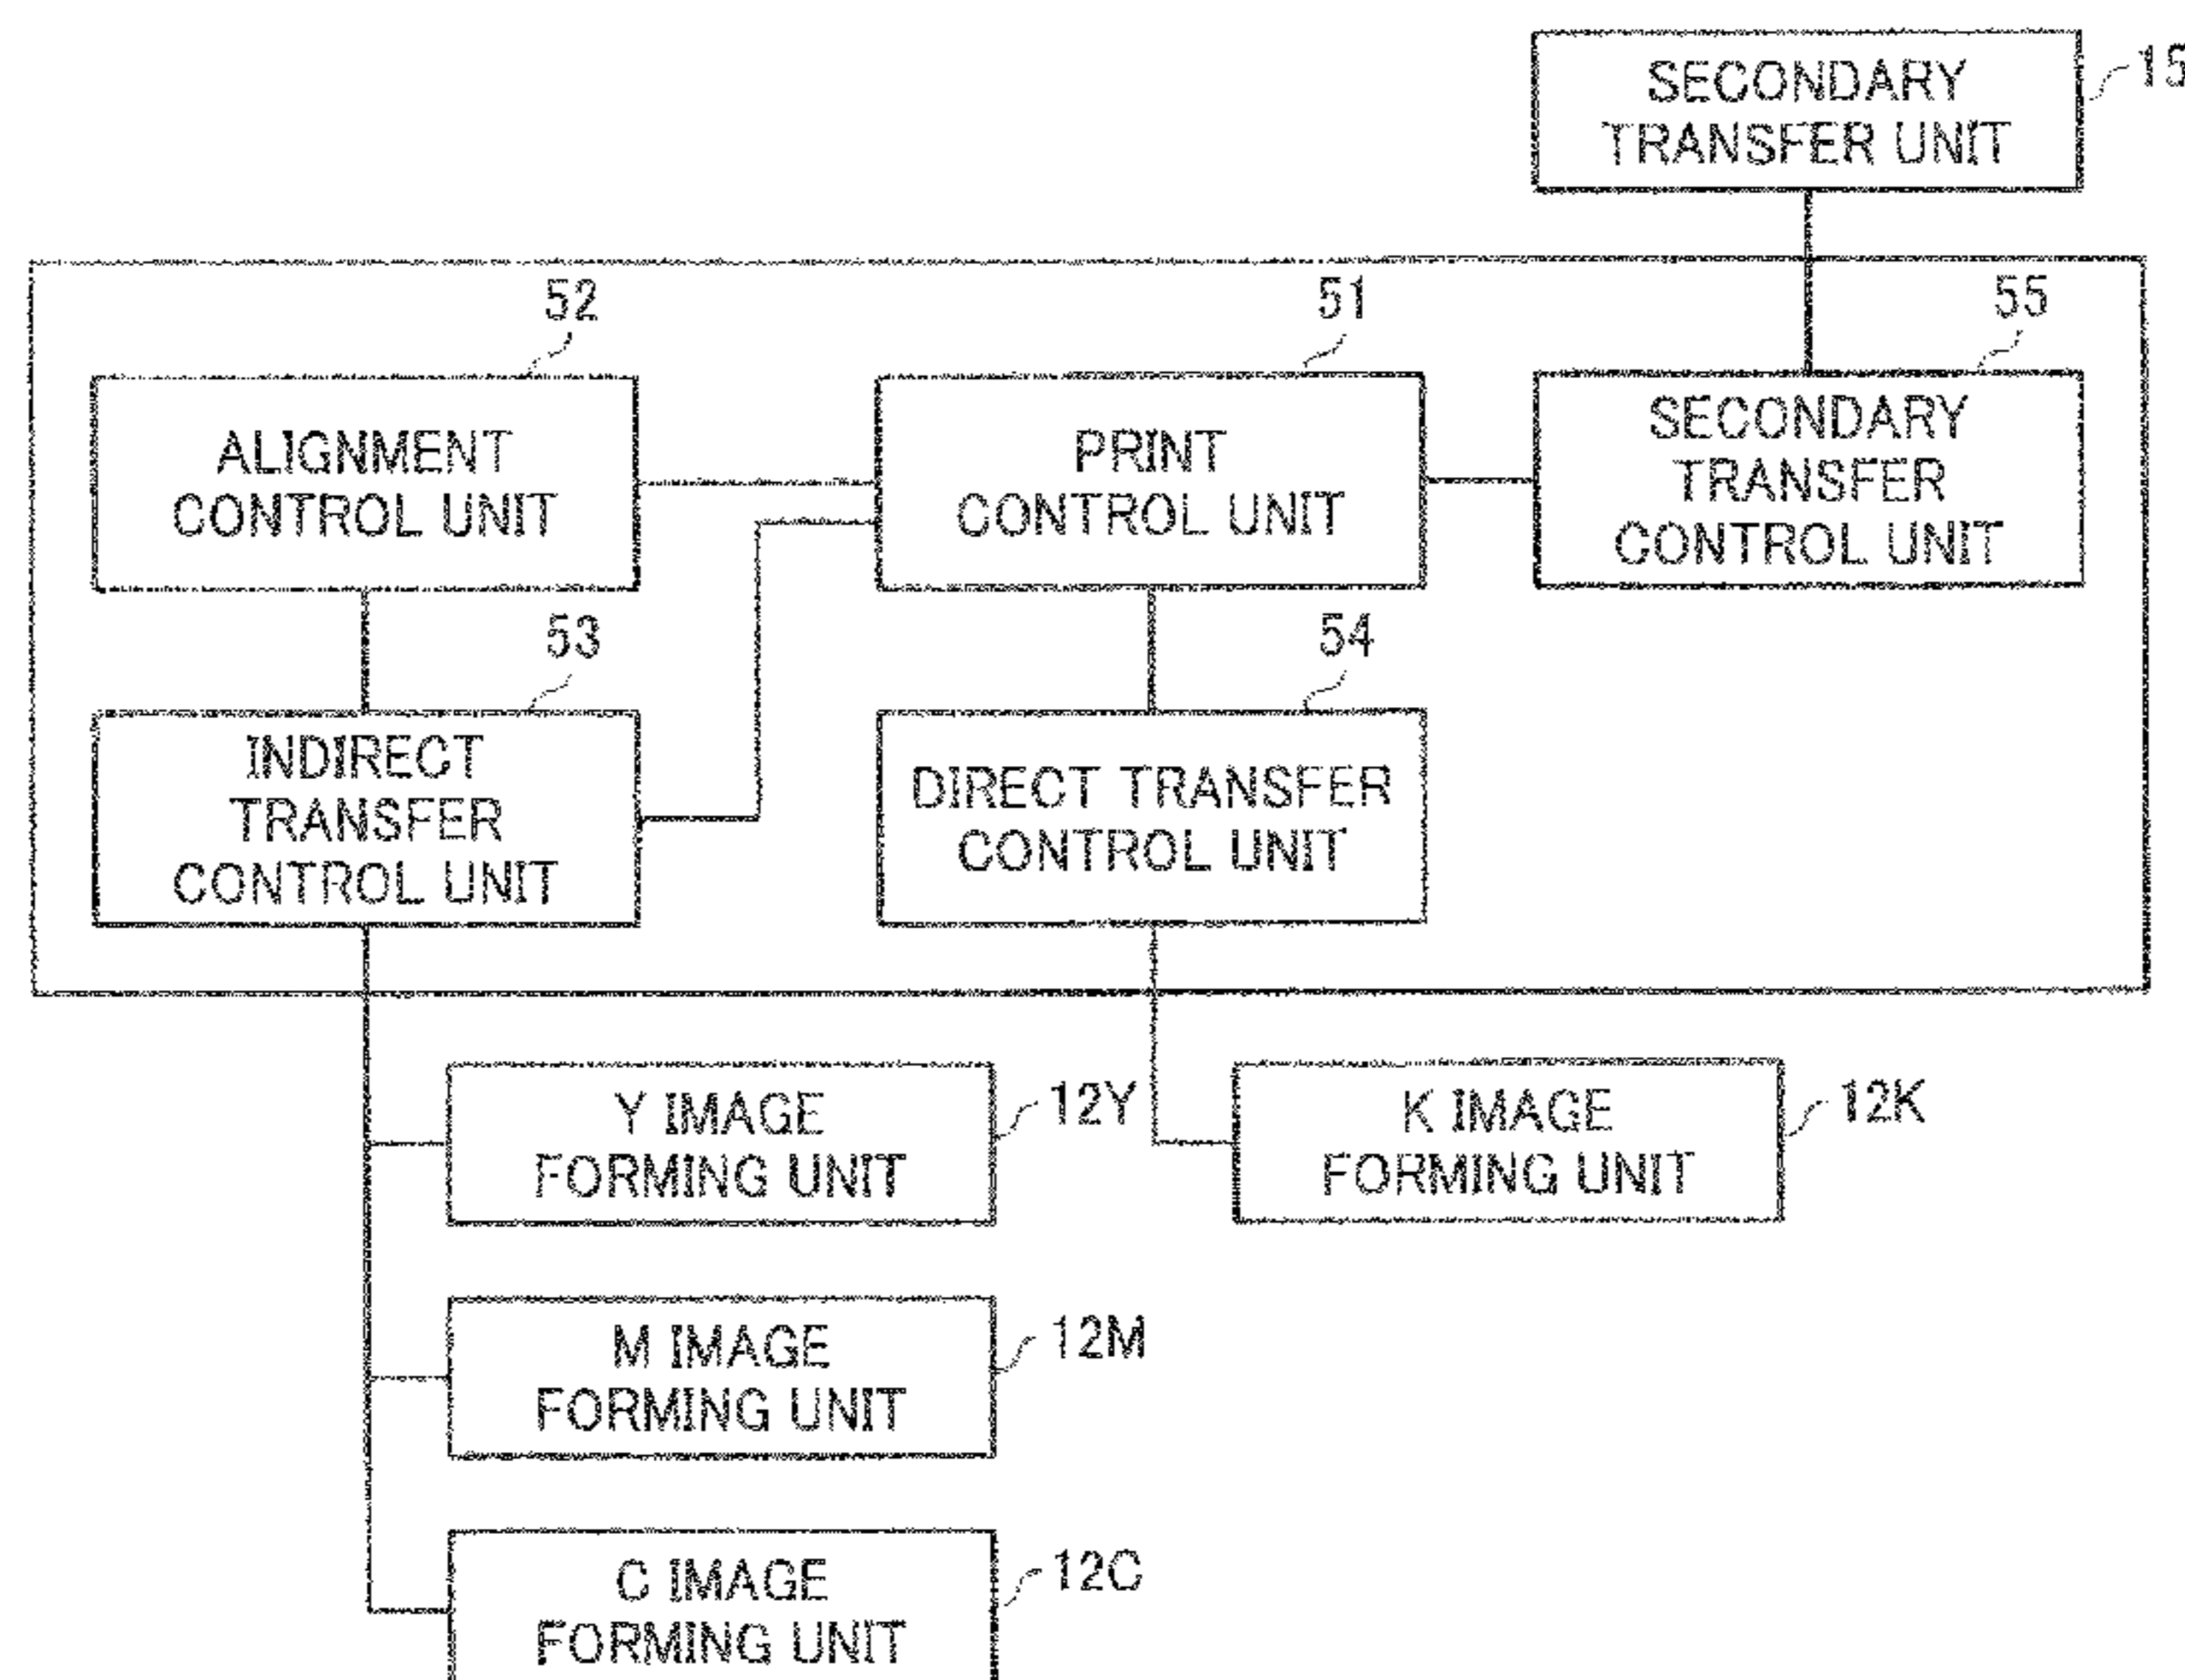 SECONDARY
TRANSFER UNIT
15
52
51
55
ALIGNMENT
CONTROL UNIT
PRINT
CONTROL UNIT
SECONDARY
TRANSFER
CONTROL UNIT
53
54
INDIRECT
TRANSFER
CONTROL UNIT
DIRECT TRANSFER
CONTROL UNIT
Y IMAGE
FORMING UNIT
12Y
K IMAGE
FORMING UNIT
12K
M IMAGE
FORMING UNIT
12M
C IMAGE
FORMING UNIT
12C